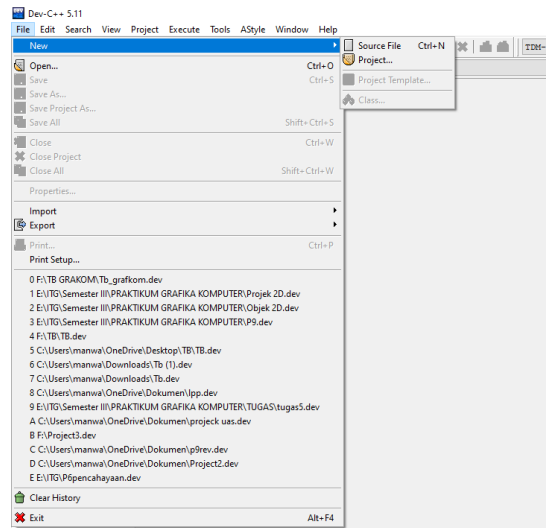 Dev-C++ 5.11
File Edit Search View Project Execute Tools AStyle Window Help
New
Source File Ctrl+N
TDM-
Project...
Open... Ctrl+O
Save Ctrl+S
Project Template...
Save As...
Class...
Save Project As...
Save All Shift+Ctrl+S
Close Ctrl+W
Close Project
Close All Shift+Ctrl+W
Properties...
Import
Export
Print... Ctrl+P
Print Setup...
0 F:\TB GRAKOM\Tb_grafkom.dev
1 E:\ITG\Semester III\PRAKTIKUM GRAFIKA KOMPUTER\Projek 2D.dev
2 E:\ITG\Semester III\PRAKTIKUM GRAFIKA KOMPUTER\Objek 2D.dev
3 E:\ITG\Semester III\PRAKTIKUM GRAFIKA KOMPUTER\P9.dev
4 F:\TB\TB.dev
5 C:\Users\manwa\OneDrive\Desktop\TB\TB.dev
6 C:\Users\manwa\Downloads\Tb (1).dev
7 C:\Users\manwa\Downloads\Tb.dev
8 C:\Users\manwa\OneDrive\Dokumen\lpp.dev
9 E:\ITG\Semester III\PRAKTIKUM GRAFIKA KOMPUTER\TUGAS\tugas5.dev
A C:\Users\manwa\OneDrive\Dokumen\projeck uas.dev
B F:\Project3.dev
C C:\Users\manwa\OneDrive\Dokumen\p9rev.dev
D C:\Users\manwa\OneDrive\Dokumen\Project2.dev
E E:\ITG\P6pencahayaan.dev
Clear History
Exit Alt+F4